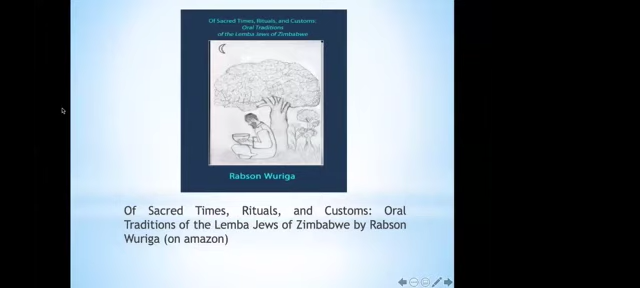 Of Sacred Times, Rituals, and Customs:
Oral Traditions
of the Lemba Jews of Zimbabwe
Rabson Wuriga
Of Sacred Times, Rituals, and Customs: Oral
Traditions of the Lemba Jews of Zimbabwe by Rabson
Wuriga (on amazon)